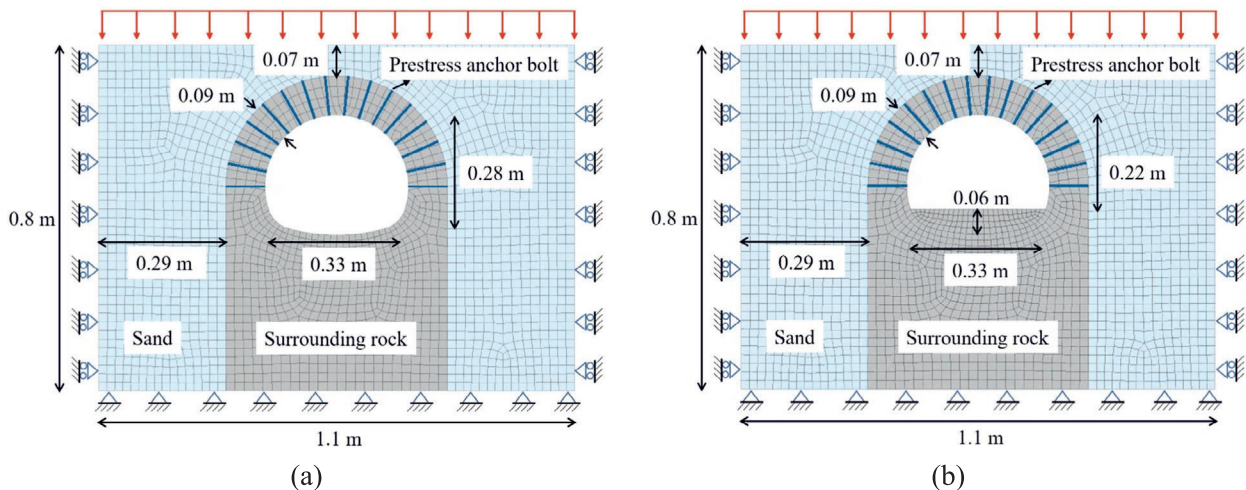 0.07 m
Prestress anchor bolt
0.09 m
0.28 m
0.8 m
0.29 m
0.33 m
Sand
Surrounding rock
1.1 m
(a)
0.07 m
Prestress anchor bolt
0.09 m
0.22 m
0.06 m
0.8 m
0.29 m
0.33 m
Sand
Surrounding rock
1.1 m
(b)